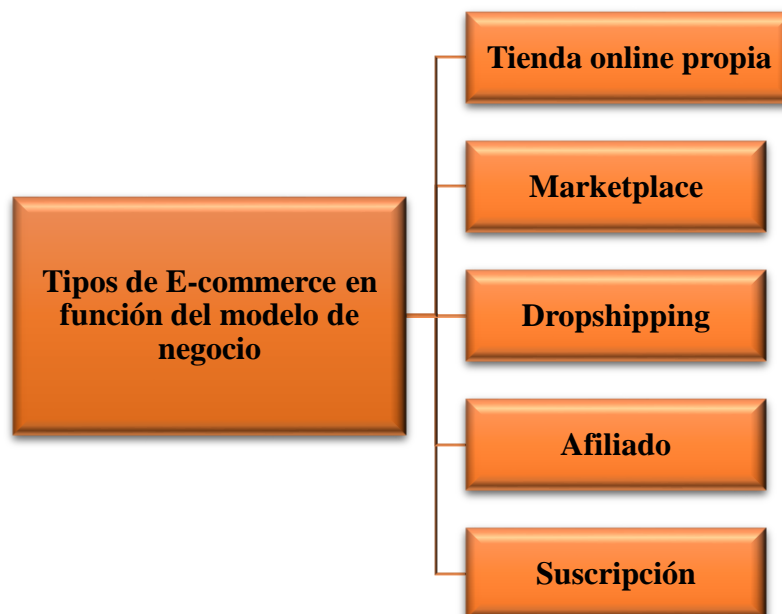 Tienda online propia
Marketplace
Tipos de E-commerce en
función del modelo de
negocio
Dropshipping
Afiliado
Suscripción